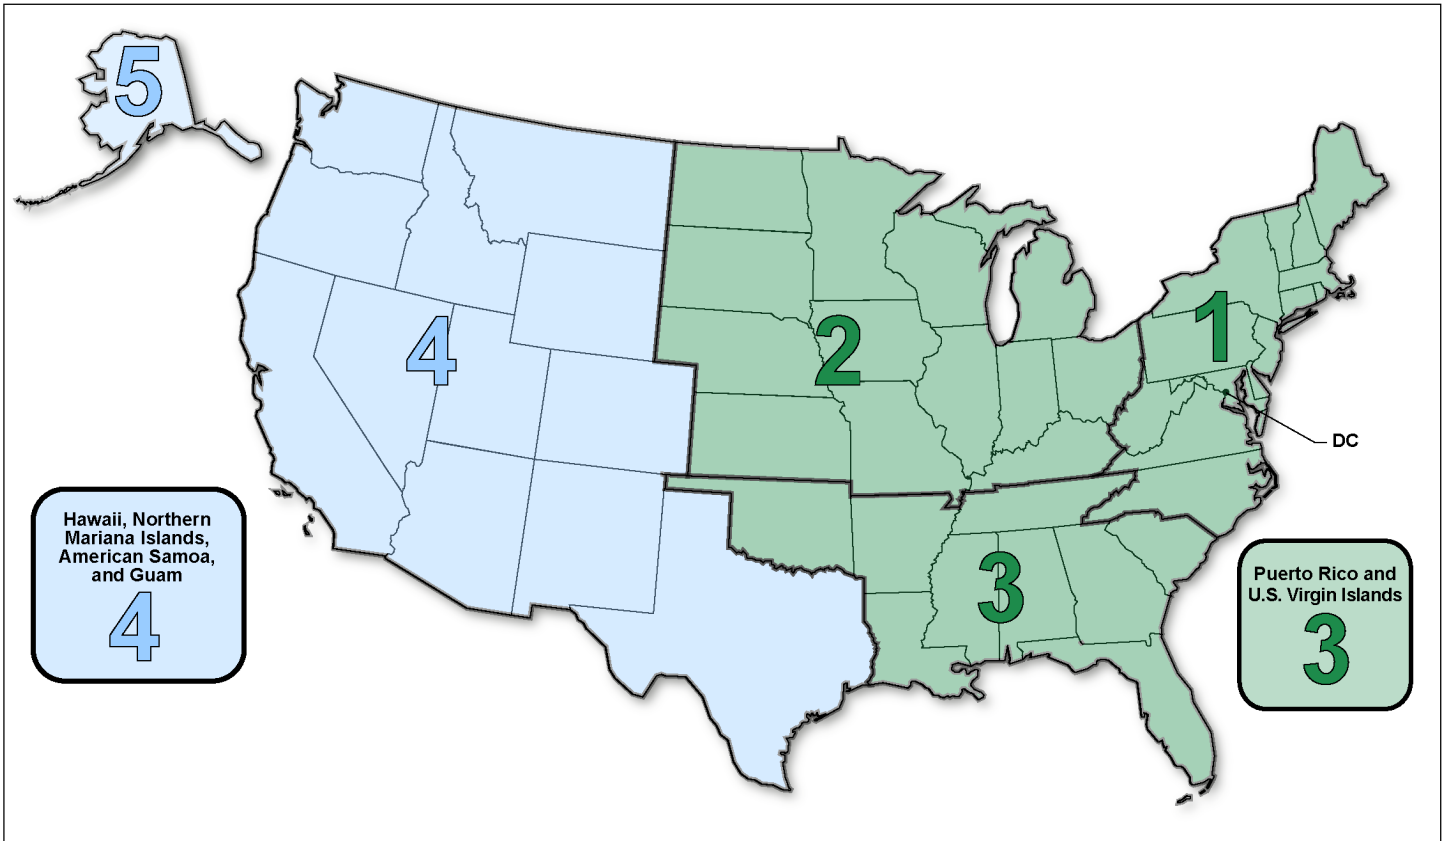 5
1
4
2
DC
Hawaii, Northern
Mariana Islands,
American Samoa,
and Guam
4
3
Puerto Rico and
U.S. Virgin Islands
3